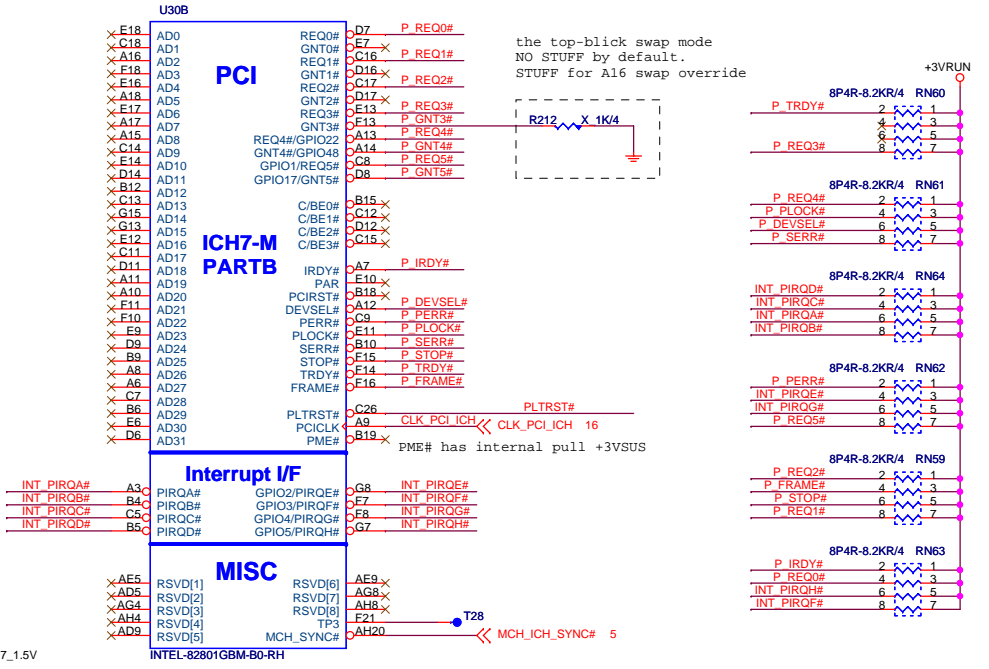 U30B
PCI
ICH7-M
PARTB
E18 AD0
C18 AD1
A16 AD2
F18 AD3
E16 AD4
A18 AD5
E17 AD6
A17 AD7
A15 AD8
C14 AD9
E14 AD10
D14 AD11
B12 AD12
C13 AD13
G15 AD14
G13 AD15
E12 AD16
C11 AD17
D11 AD18
A11 AD19
A10 AD20
F11 AD21
F10 AD22
E9 AD23
D9 AD24
B9 AD25
A8 AD26
A6 AD27
C7 AD28
B6 AD29
E6 AD30
D6 AD31
REQ0# D7 P_REQ0#
GNT0# E7
REQ1# C16 P_REQ1#
GNT1# D16
REQ2# C17 P_REQ2#
GNT2# D17
REQ3# E13 P_REQ3#
GNT3# F13 P_GNT3#
REQ4#/GPIO22 A13 P_REQ4#
GNT4#/GPIO48 A14 P_GNT4#
GPIO1/REQ5# C8 P_REQ5#
GPIO17/GNT5# D8 P_GNT5#
C/BE0# B15
C/BE1# C12
C/BE2# D12
C/BE3# C15
IRDY# A7 P_IRDY#
PAR E10
PCIRST# B18
DEVSEL# A12 P_DEVSEL#
PERR# C9 P_PERR#
PLOCK# E11 P_PLOCK#
SERR# B10 P_SERR#
STOP# F15 P_STOP#
TRDY# F14 P_TRDY#
FRAME# F16 P_FRAME#
PLTRST# C26 PLTRST#
PCICLK A9 CLK_PCI_ICH CLK_PCI_ICH 16
PME# B19
PME# has internal pull +3VSUS
the top-blick swap mode
NO STUFF by default.
STUFF for A16 swap override
R212 X_1K/4
Interrupt I/F
INT_PIRQA# A3 PIRQA#
INT_PIRQB# B4 PIRQB#
INT_PIRQC# C5 PIRQC#
INT_PIRQD# B5 PIRQD#
GPIO2/PIRQE# G8 INT_PIRQE#
GPIO3/PIRQF# F7 INT_PIRQF#
GPIO4/PIRQG# F8 INT_PIRQG#
GPIO5/PIRQH# G7 INT_PIRQH#
MISC
AE5 RSVD[1]
AD5 RSVD[2]
AG4 RSVD[3]
AH4 RSVD[4]
AD9 RSVD[5]
RSVD[6] AE9
RSVD[7] AG8
RSVD[8] AH8
TP3 F21 T28
MCH_SYNC# AH20 MCH_ICH_SYNC# 5
INTEL-82801GBM-B0-RH
7_1.5V
+3VRUN
8P4R-8.2KR/4 RN60
P_TRDY# 2 1
4 3
6 5
P_REQ3# 8 7
8P4R-8.2KR/4 RN61
P_REQ4# 2 1
P_PLOCK# 4 3
P_DEVSEL# 6 5
P_SERR# 8 7
8P4R-8.2KR/4 RN64
INT_PIRQD# 2 1
INT_PIRQC# 4 3
INT_PIRQA# 6 5
INT_PIRQB# 8 7
8P4R-8.2KR/4 RN62
P_PERR# 2 1
INT_PIRQE# 4 3
INT_PIRQG# 6 5
P_REQ5# 8 7
8P4R-8.2KR/4 RN59
P_REQ2# 2 1
P_FRAME# 4 3
P_STOP# 6 5
P_REQ1# 8 7
8P4R-8.2KR/4 RN63
P_IRDY# 2 1
P_REQ0# 4 3
INT_PIRQH# 6 5
INT_PIRQF# 8 7